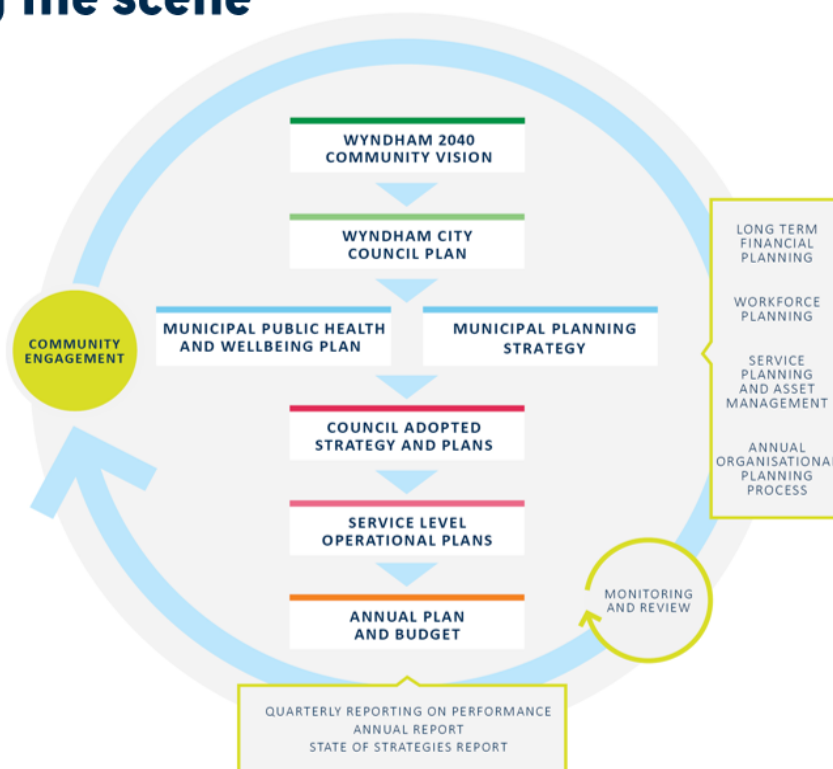 g the scene
WYNDHAM 2040
COMMUNITY VISION
WYNDHAM CITY
COUNCIL PLAN
MUNICIPAL PUBLIC HEALTH
AND WELLBEING PLAN
MUNICIPAL PLANNING
STRATEGY
COMMUNITY
ENGAGEMENT
COUNCIL ADOPTED
STRATEGY AND PLANS
SERVICE LEVEL
OPERATIONAL PLANS
ANNUAL PLAN
AND BUDGET
LONG TERM
FINANCIAL
PLANNING
WORKFORCE
PLANNING
SERVICE
PLANNING
AND ASSET
MANAGEMENT
ANNUAL
ORGANISATIONAL
PLANNING
PROCESS
MONITORING
AND REVIEW
QUARTERLY REPORTING ON PERFORMANCE
ANNUAL REPORT
STATE OF STRATEGIES REPORT